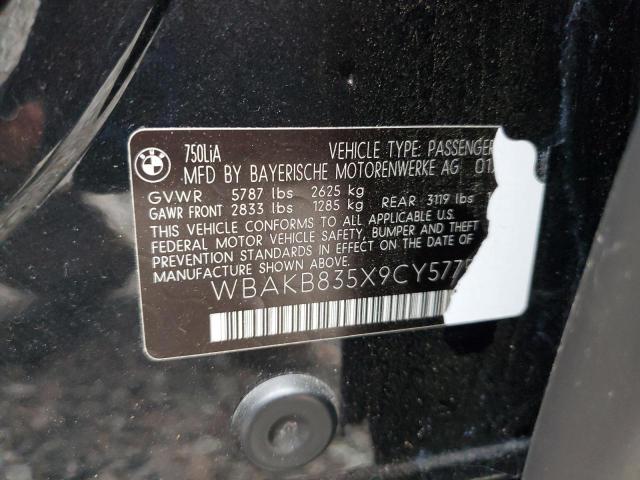 BMW
750LiA VEHICLE TYPE: PASSENGER
MFD BY BAYERISCHE MOTORENWERKE AG
GVWR 5787 lbs 2625 kg
GAWR FRONT 2833 lbs 1285 kg REAR 3119 lbs
THIS VEHICLE CONFORMS TO ALL APPLICABLE U.S.
FEDERAL MOTOR VEHICLE SAFETY, BUMPER AND THEFT
PREVENTION STANDARDS IN EFFECT ON THE DATE OF
MANUFACTURE SHOWN ABOVE.